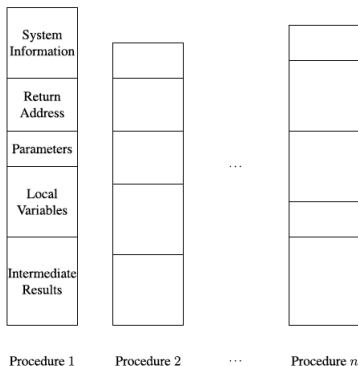 System
Information
Return
Address
Parameters
Local
Variables
Intermediate
Results
...
Procedure 1
Procedure 2
...
Procedure n